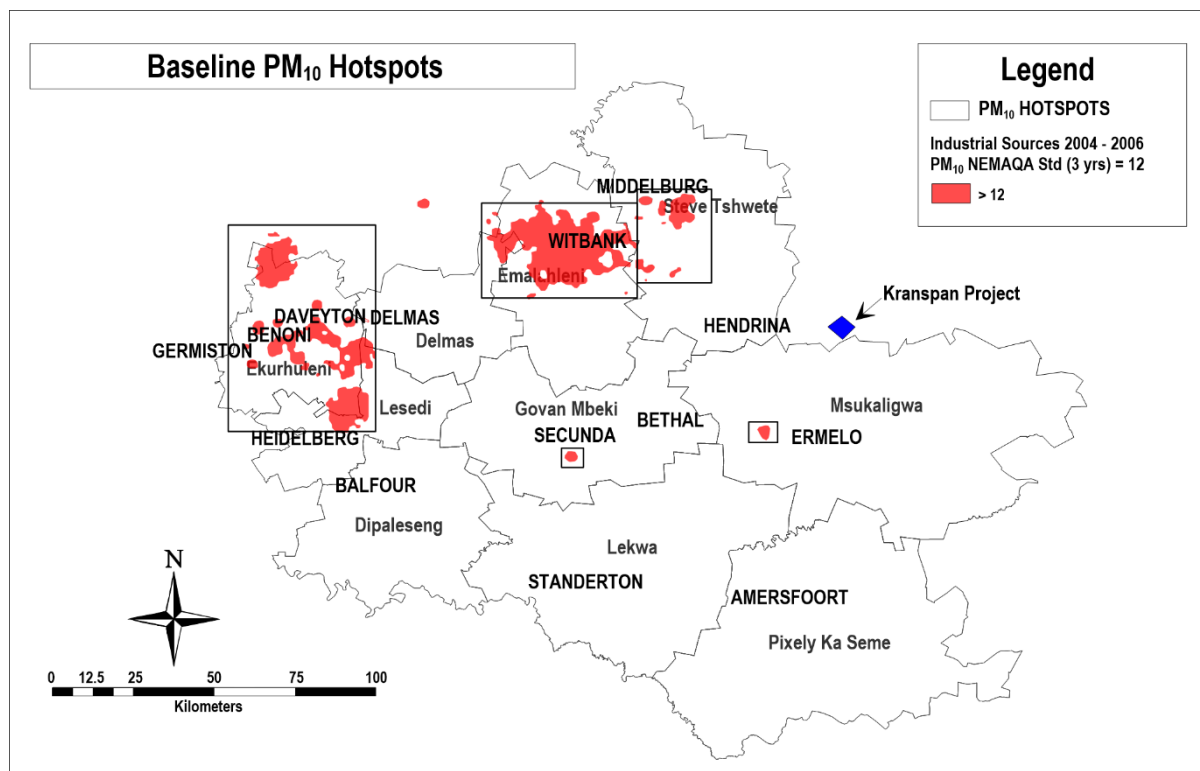 Baseline PM₁₀ Hotspots
Legend
PM₁₀ HOTSPOTS
Industrial Sources 2004 - 2006
PM₁₀ NEMAQA Std (3 yrs) = 12
> 12
MIDDELBURG
Steve Tshwete
WITBANK
Kranspan Project
DAVEYTON DELMAS
BENONI
HENDRINA
Delmas
GERMISTON
Ekurhuleni
Lesedi
Govan Mbeki
BETHAL
Msukaligwa
HEIDELBERG
SECUNDA
ERMELO
BALFOUR
Dipaleseng
Lekwa
STANDERTON
AMERSFOORT
Pixely Ka Seme
N
0 12.5 25 50 75 100
Kilometers